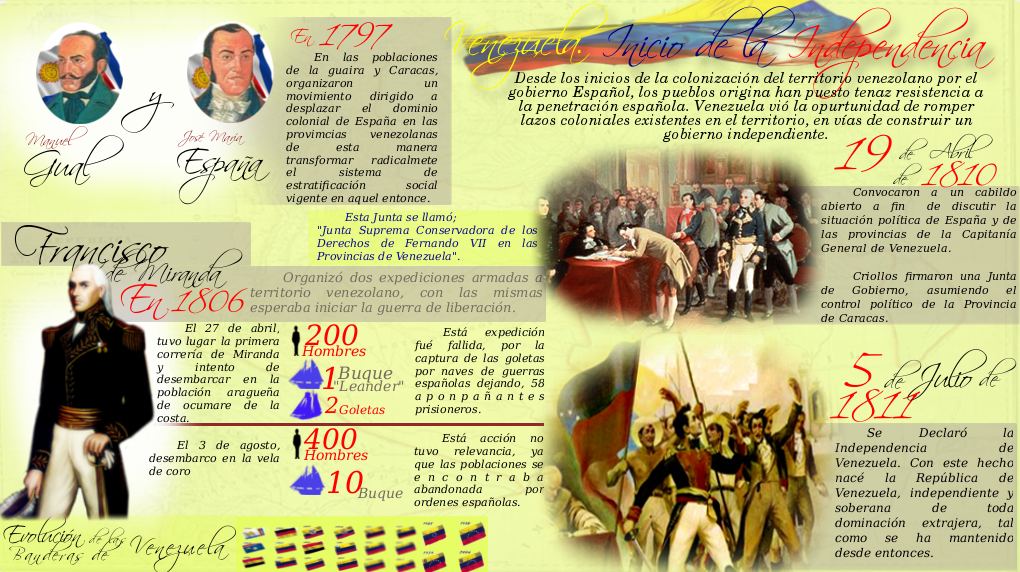 Venezuela. Inicio de la Independencia
Desde los inicios de la colonización del territorio venezolano por el
gobierno Español, los pueblos origina han puesto tenaz resistencia a
la penetración española. Venezuela vió la opurtunidad de romper
lazos coloniales existentes en el territorio, en vías de construir un
gobierno independiente.
Manuel
Gual
y
José María
España
En 1797
En las poblaciones
de la guaira y Caracas,
organizaron un
movimiento dirigido a
desplazar el dominio
colonial de España en las
provimcias venezolanas
de esta manera
transformar radicalmete
el sistema de
estratificación social
vigente en aquel entonce.
Esta Junta se llamó;
"Junta Suprema Conservadora de los
Derechos de Fernando VII en las
Provincias de Venezuela".
19 de Abril
de 1810
Convocaron a un cabildo
abierto a fin de discutir la
situación política de España y de
las provincias de la Capitanía
General de Venezuela.
Criollos firmaron una Junta
de Gobierno, asumiendo el
control político de la Provincia
de Caracas.
Francisco
de Miranda
En 1806
Organizó dos expediciones armadas a
territorio venezolano, con las mismas
esperaba iniciar la guerra de liberación.
El 27 de abril,
tuvo lugar la primera
correría de Miranda
y intento de
desembarcar en la
población aragueña
de ocumare de la
costa.
200
Hombres
1 Buque
"Leander"
2 Goletas
Está expedición
fué fallida, por la
captura de las goletas
por naves de guerras
españolas dejando, 58
aponpañantes
prisioneros.
El 3 de agosto,
desembarco en la vela
de coro
400
Hombres
10 Buque
Está acción no
tuvo relevancia, ya
que las poblaciones se
encontraba
abandonada por
ordenes españolas.
5 de Julio de
1811
Se Declaró la
Independencia de
Venezuela. Con este hecho
nacé la República de
Venezuela, independiente y
soberana de toda
dominación extrajera, tal
como se ha mantenido
desde entonces.
Evolución de las
Banderas de Venezuela